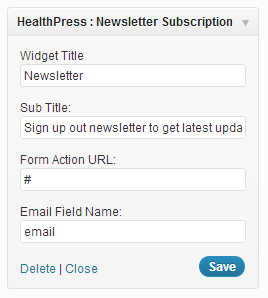 HealthPress : Newsletter Subscription
Widget Title
Newsletter
Sub Title:
Sign up out newsletter to get latest upda
Form Action URL:
#
Email Field Name:
email
Delete | Close Save